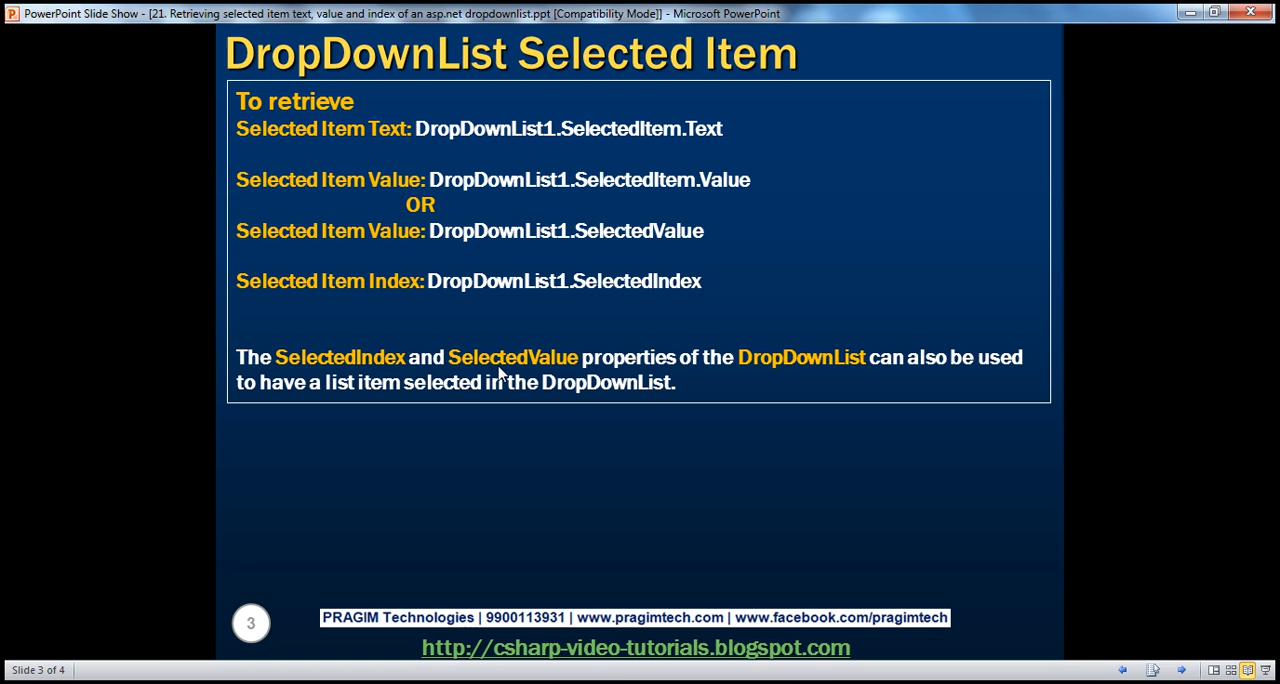 PowerPoint Slide Show - [21. Retrieving selected item text, value and index of an asp.net dropdownlist.ppt [Compatibility Mode]] - Microsoft PowerPoint
DropDownList Selected Item
To retrieve
Selected Item Text: DropDownList1.SelectedItem.Text
Selected Item Value: DropDownList1.SelectedItem.Value
OR
Selected Item Value: DropDownList1.SelectedValue
Selected Item Index: DropDownList1.SelectedIndex
The SelectedIndex and SelectedValue properties of the DropDownList can also be used
to have a list item selected in the DropDownList.
3
PRAGIM Technologies | 9900113931 | www.pragimtech.com | www.facebook.com/pragimtech
http://csharp-video-tutorials.blogspot.com
Slide 3 of 4